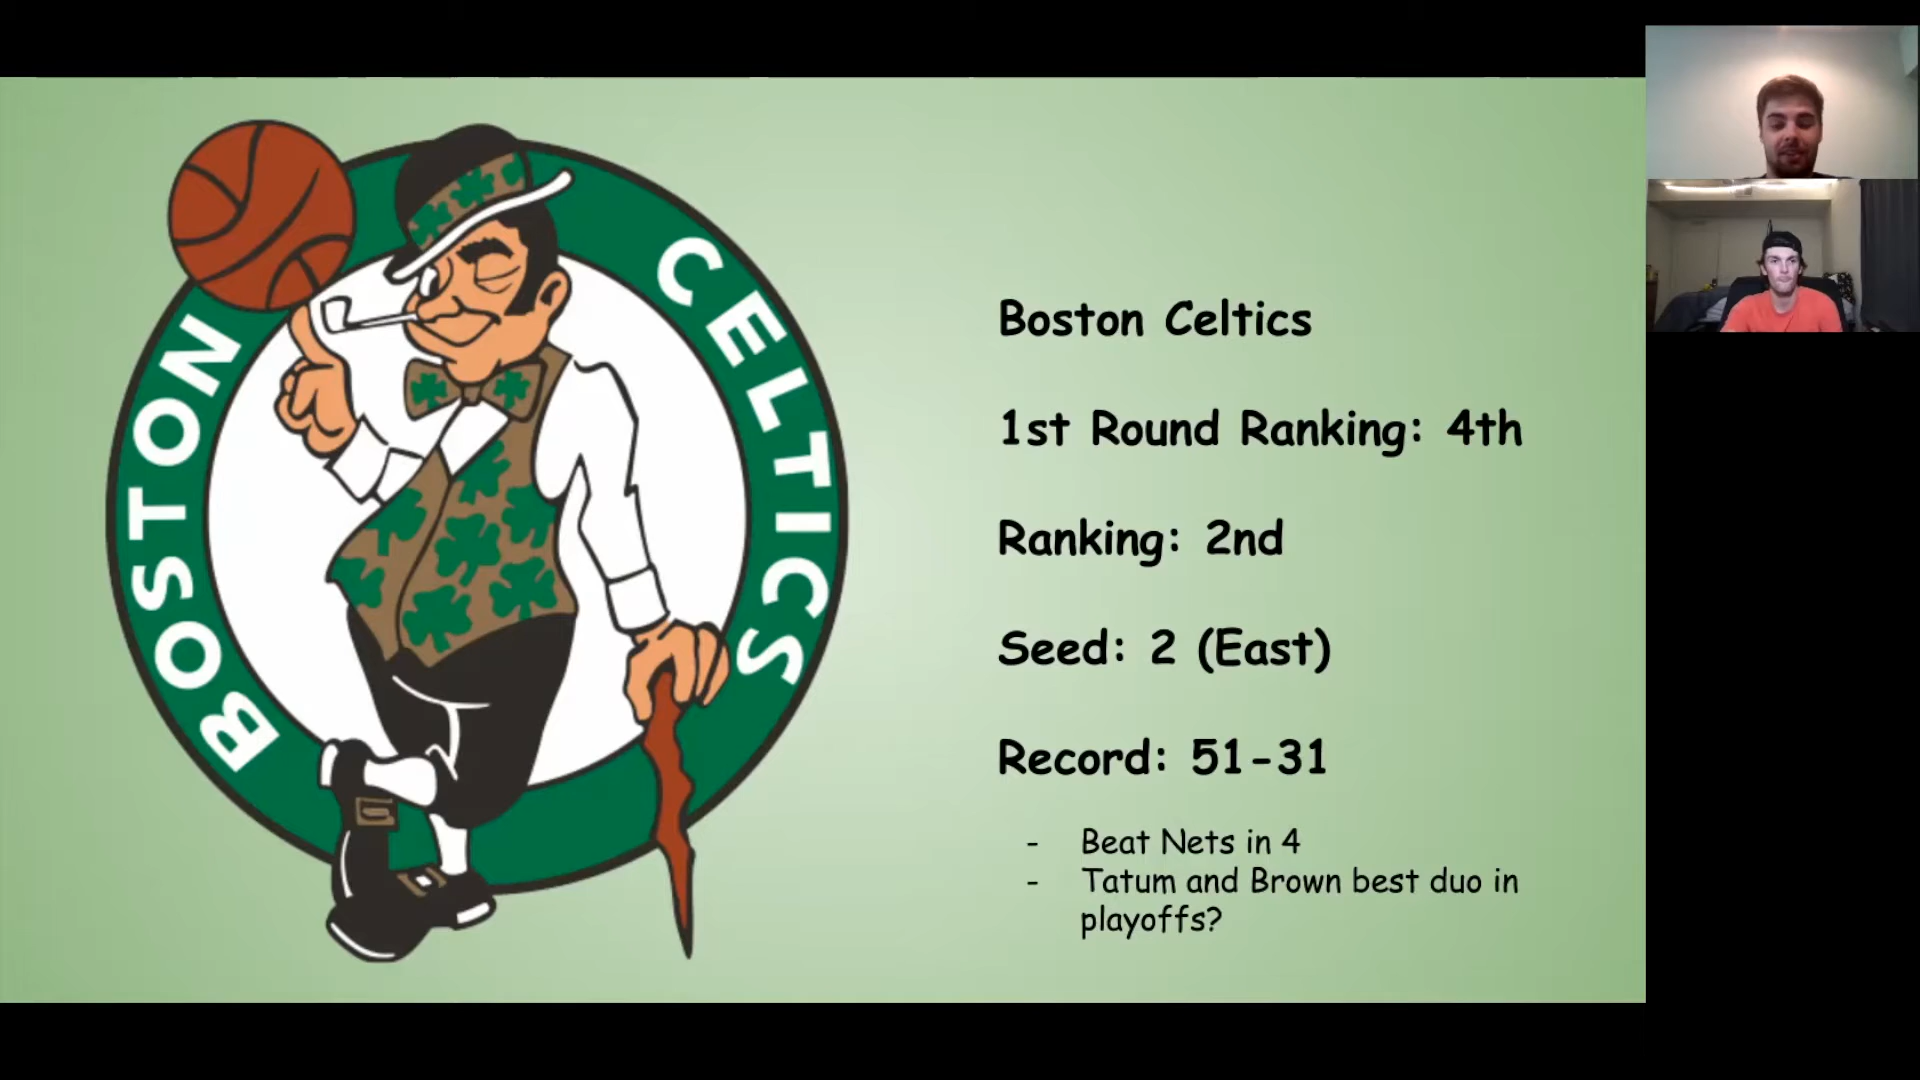 BOSTON
CELTICS
Boston Celtics
1st Round Ranking: 4th
Ranking: 2nd
Seed: 2 (East)
Record: 51-31
- Beat Nets in 4
- Tatum and Brown best duo in
playoffs?